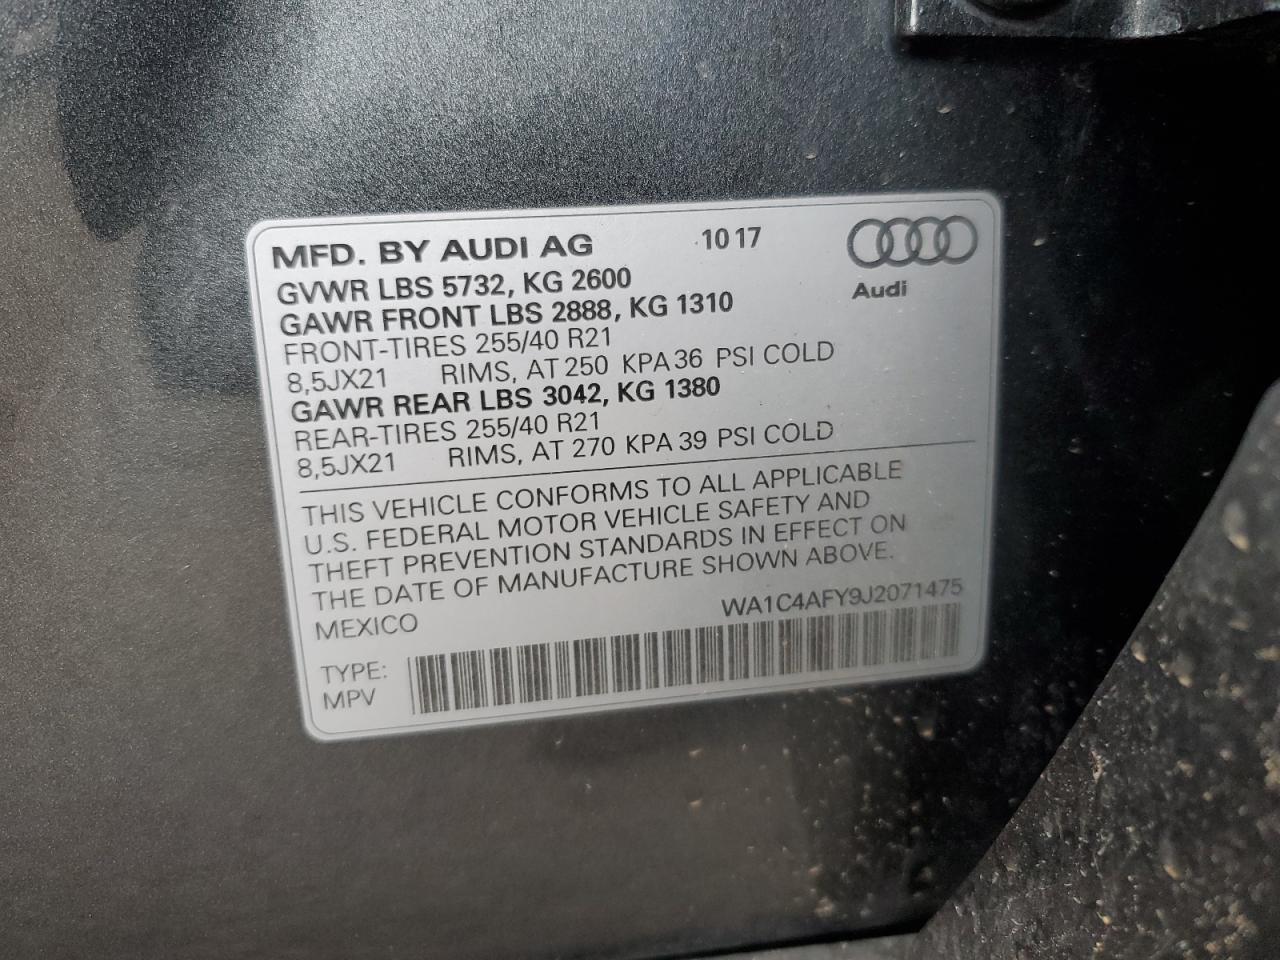 MFD. BY AUDI AG 10 17
GVWR LBS 5732, KG 2600
Audi
GAWR FRONT LBS 2888, KG 1310
FRONT-TIRES 255/40 R21
8,5JX21 RIMS, AT 250 KPA 36 PSI COLD
GAWR REAR LBS 3042, KG 1380
REAR-TIRES 255/40 R21
8,5JX21 RIMS, AT 270 KPA 39 PSI COLD
THIS VEHICLE CONFORMS TO ALL APPLICABLE
U.S. FEDERAL MOTOR VEHICLE SAFETY AND
THEFT PREVENTION STANDARDS IN EFFECT ON
THE DATE OF MANUFACTURE SHOWN ABOVE.
MEXICO WA1C4AFY9J2071475
TYPE:
MPV